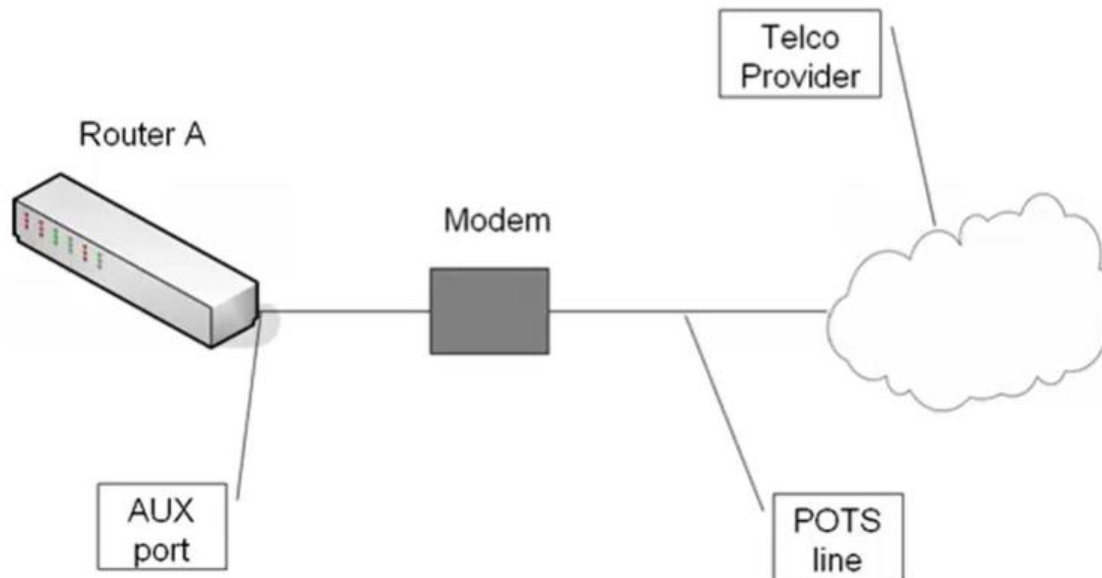 Telco
Provider
Router A
Modem
AUX
port
POTS
line